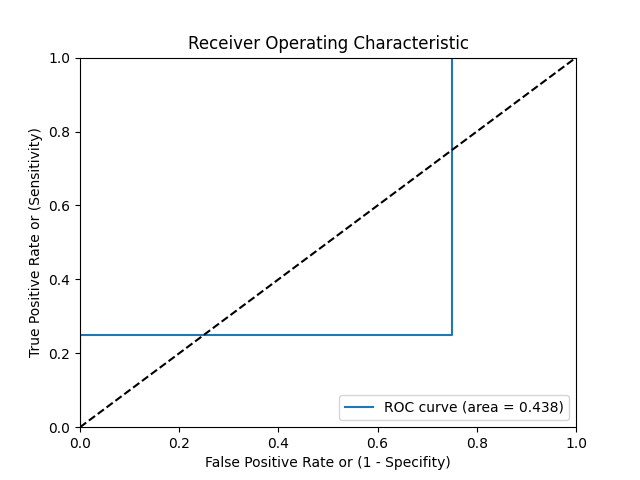 Receiver Operating Characteristic
True Positive Rate or (Sensitivity)
1.0
0.8
0.6
0.4
0.2
0.0
ROC curve (area = 0.438)
0.0 0.2 0.4 0.6 0.8 1.0
False Positive Rate or (1 - Specifity)